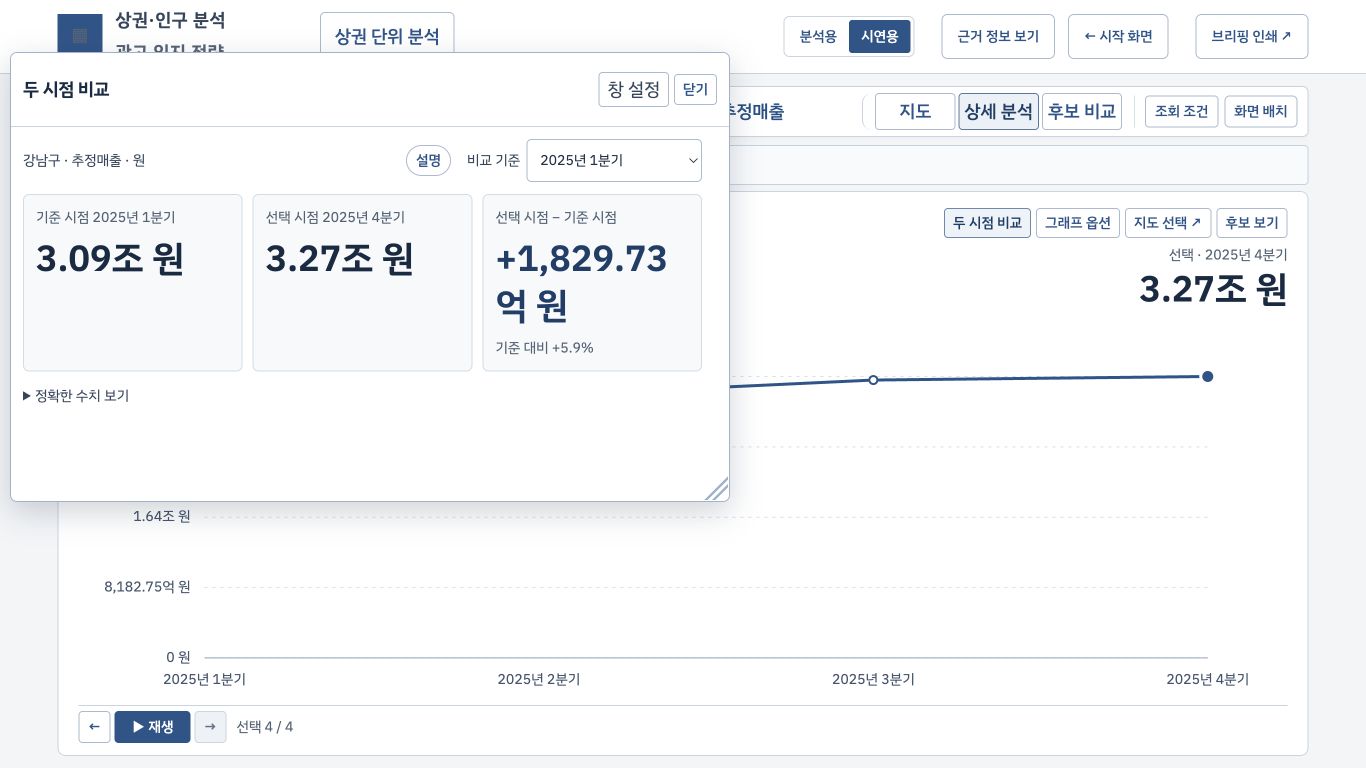 상권·인구 분석
상권 단위 분석
분석용
시연용
근거 정보 보기
← 시작 화면
브리핑 인쇄 ↗
두 시점 비교
창 설정
닫기
추정매출
지도
상세 분석
후보 비교
조회 조건
화면 배치
강남구 · 추정매출 · 원
설명
비교 기준
2025년 1분기
기준 시점 2025년 1분기
3.09조 원
선택 시점 2025년 4분기
3.27조 원
선택 시점 − 기준 시점
+1,829.73
억 원
기준 대비 +5.9%
▶ 정확한 수치 보기
두 시점 비교
그래프 옵션
지도 선택 ↗
후보 보기
선택 · 2025년 4분기
3.27조 원
1.64조 원
8,182.75억 원
0 원
2025년 1분기
2025년 2분기
2025년 3분기
2025년 4분기
←
▶ 재생
→
선택 4 / 4